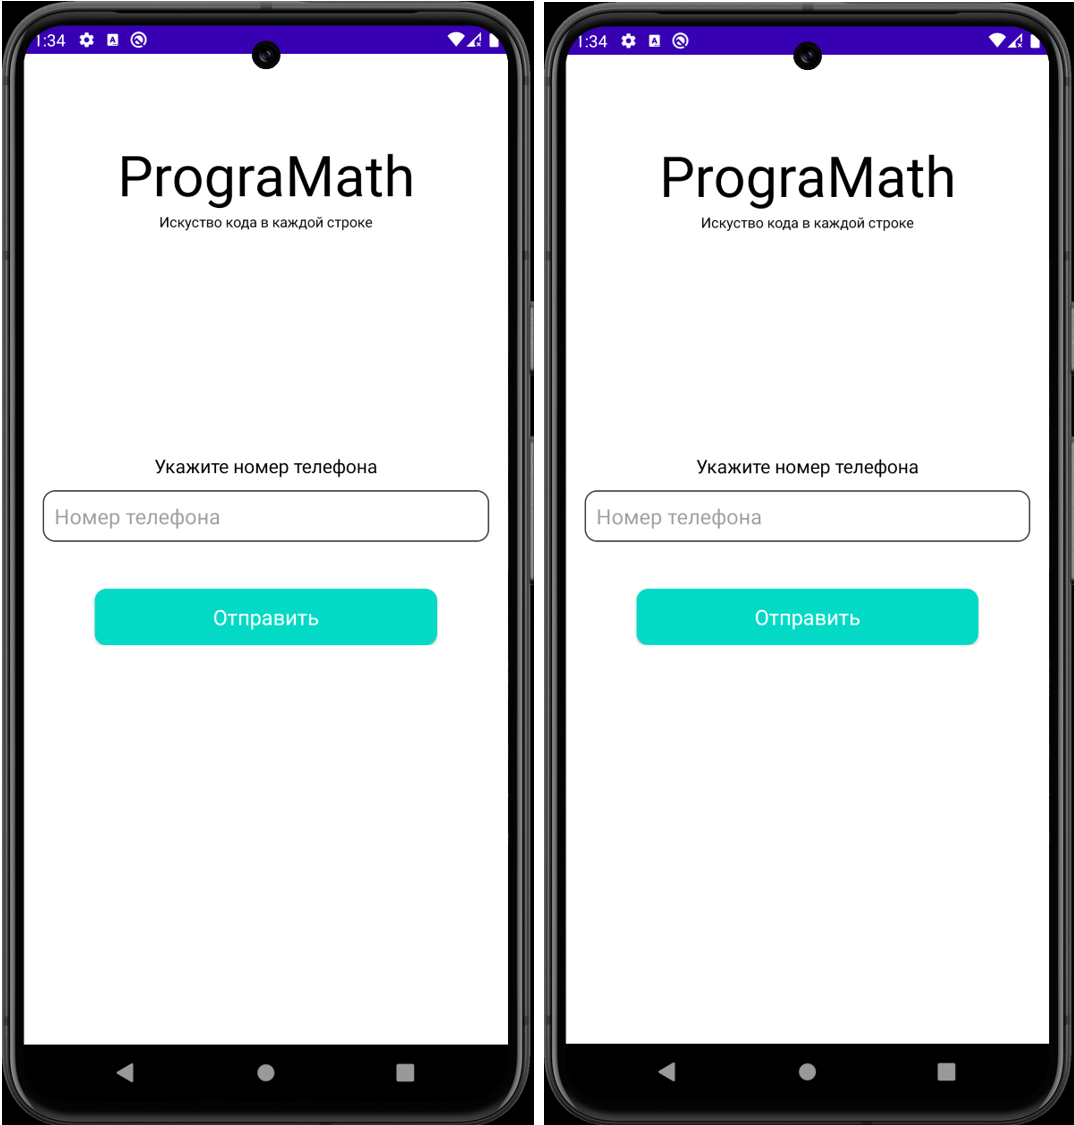 1:34
PrograMath
Искуство кода в каждой строке
Укажите номер телефона
Номер телефона
Отправить
1:34
PrograMath
Искуство кода в каждой строке
Укажите номер телефона
Номер телефона
Отправить